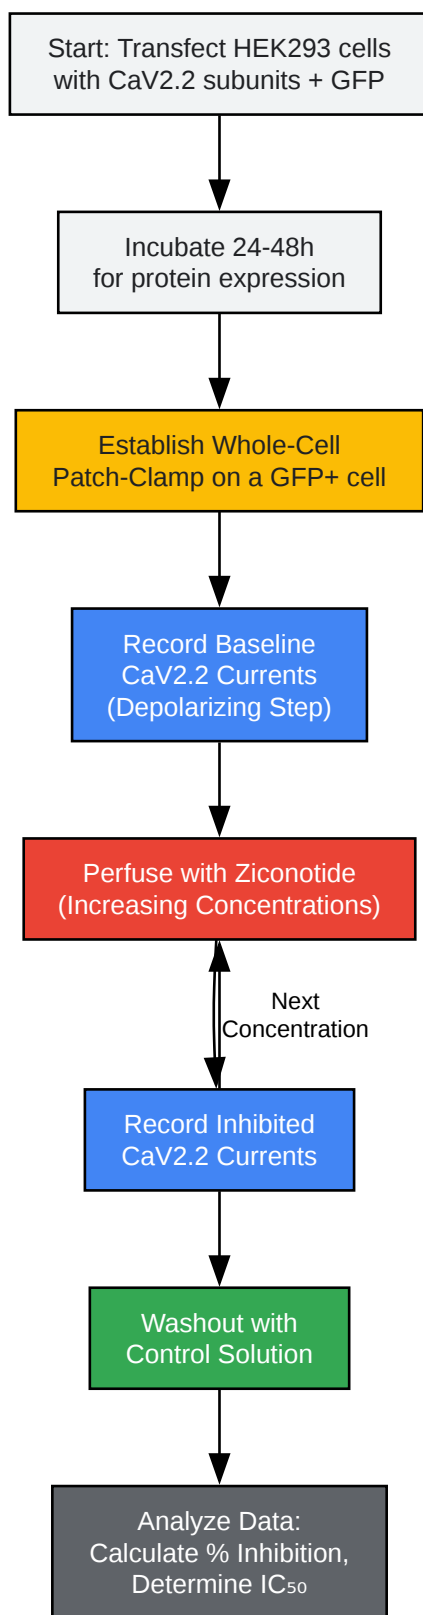 Start: Transfect HEK293 cells
with CaV2.2 subunits + GFP
Incubate 24-48h
for protein expression
Establish Whole-Cell
Patch-Clamp on a GFP+ cell
Record Baseline
CaV2.2 Currents
(Depolarizing Step)
Perfuse with Ziconotide
(Increasing Concentrations)
Next
Concentration
Record Inhibited
CaV2.2 Currents
Washout with
Control Solution
Analyze Data:
Calculate % Inhibition,
Determine IC₅₀